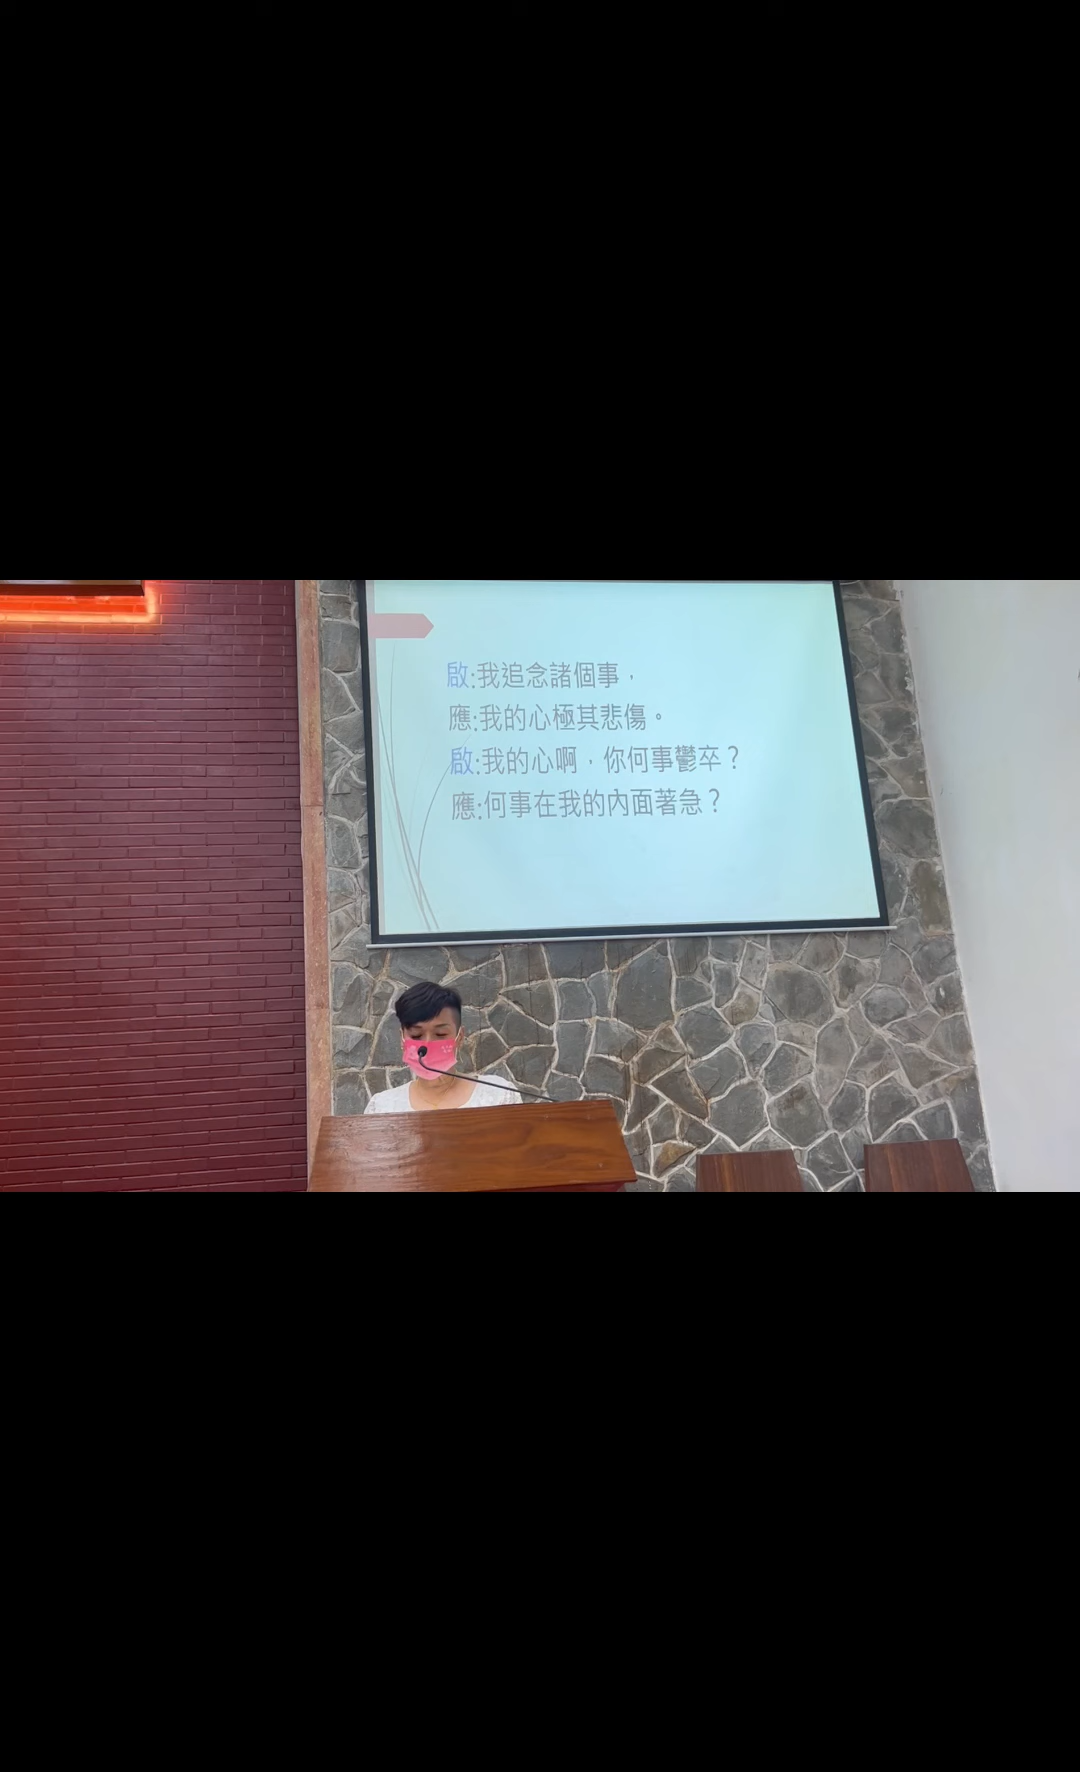 啟:我追念諸個事，
應:我的心極其悲傷。
啟:我的心啊，你何事鬱卒？
應:何事在我的內面著急？